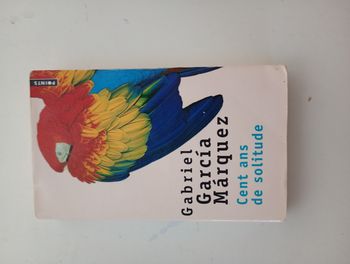 POINTS
Gabriel
García
Márquez
Cent ans
de solitude